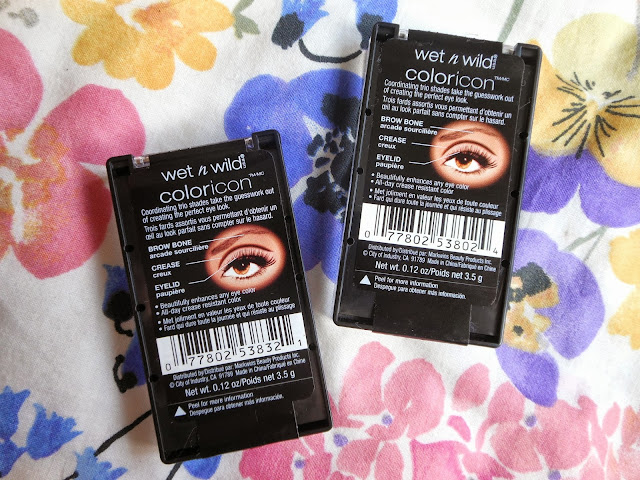 wet n wild
coloricon™/MC
Coordinating trio shades take the guesswork out
of creating the perfect eye look.
Trois fards assortis vous permettant d'obtenir un
œil au look parfait sans compter sur le hasard.
BROW BONE
arcade sourcilière
CREASE
creux
EYELID
paupière
• Beautifully enhances any eye color
• All-day crease resistant color
• Met joliment en valeur les yeux de toute couleur
• Fard qui dure toute la journée et qui résiste au plissage
0 77802 53832 1
Distributed by/Distribué par: Markwins Beauty Products Inc.
© City of Industry, CA 91789 Made in China/Fabriqué en Chine
Net wt. 0.12 oz/Poids net 3.5 g
Peel for more information
Despegue para obtener más información.
wet n wild
coloricon™/MC
Coordinating trio shades take the guesswork out
of creating the perfect eye look.
Trois fards assortis vous permettant d'obtenir un
œil au look parfait sans compter sur le hasard.
BROW BONE
arcade sourcilière
CREASE
creux
EYELID
paupière
• Beautifully enhances any eye color
• All-day crease resistant color
• Met joliment en valeur les yeux de toute couleur
• Fard qui dure toute la journée et qui résiste au plissage
0 77802 53802 4
Distributed by/Distribué par: Markwins Beauty Products Inc.
© City of Industry, CA 91789 Made in China/Fabriqué en Chine
Net wt. 0.12 oz/Poids net 3.5 g
Peel for more information
Despegue para obtener más información.